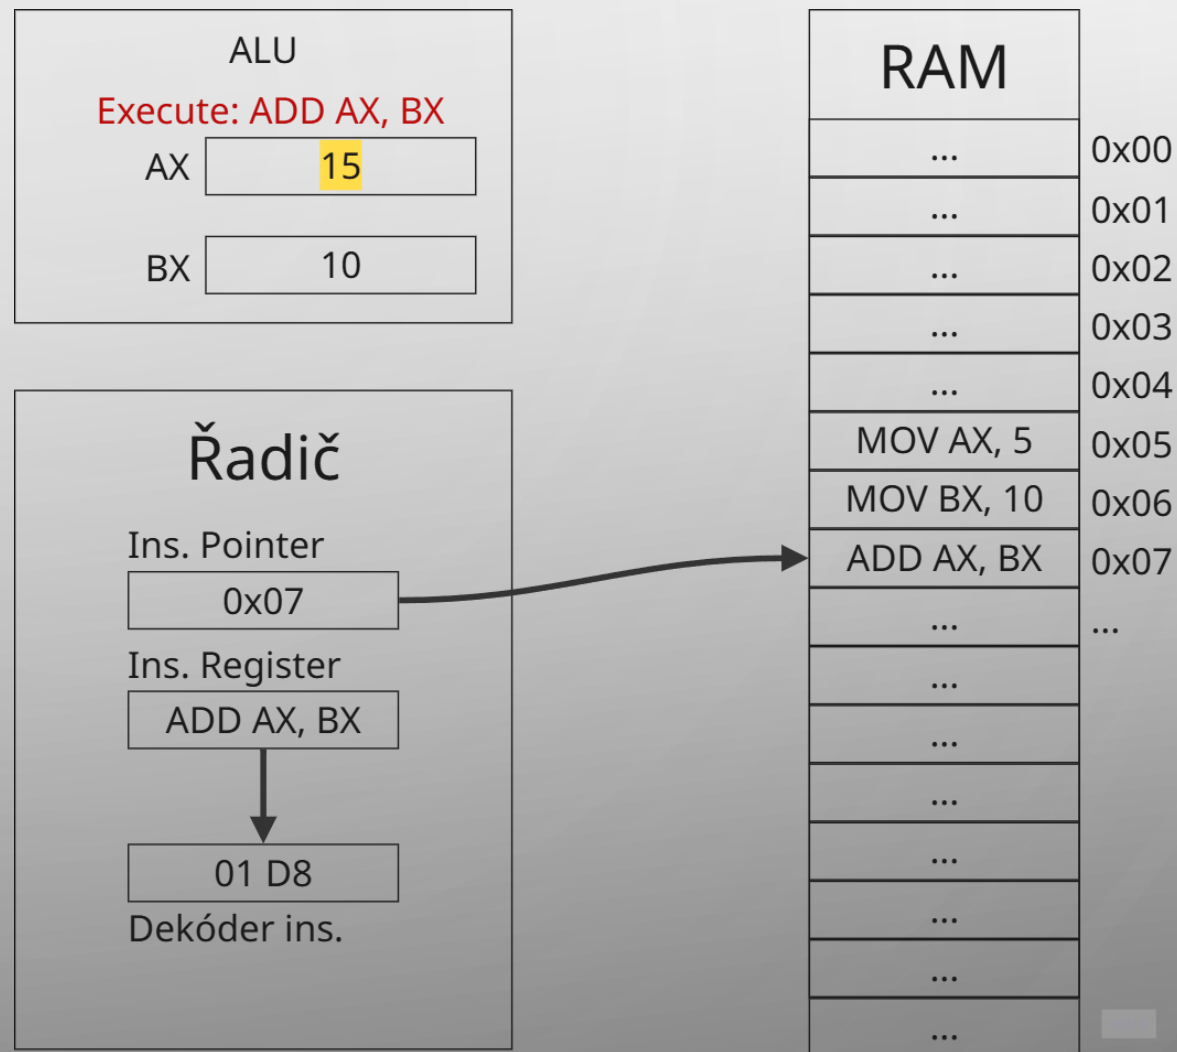 ALU
Execute: ADD AX, BX
AX 15
BX 10
Řadič
Ins. Pointer
0x07
Ins. Register
ADD AX, BX
01 D8
Dekóder ins.
RAM
... 0x00
... 0x01
... 0x02
... 0x03
... 0x04
MOV AX, 5 0x05
MOV BX, 10 0x06
ADD AX, BX 0x07
... ...
...
...
...
...
...
...
...